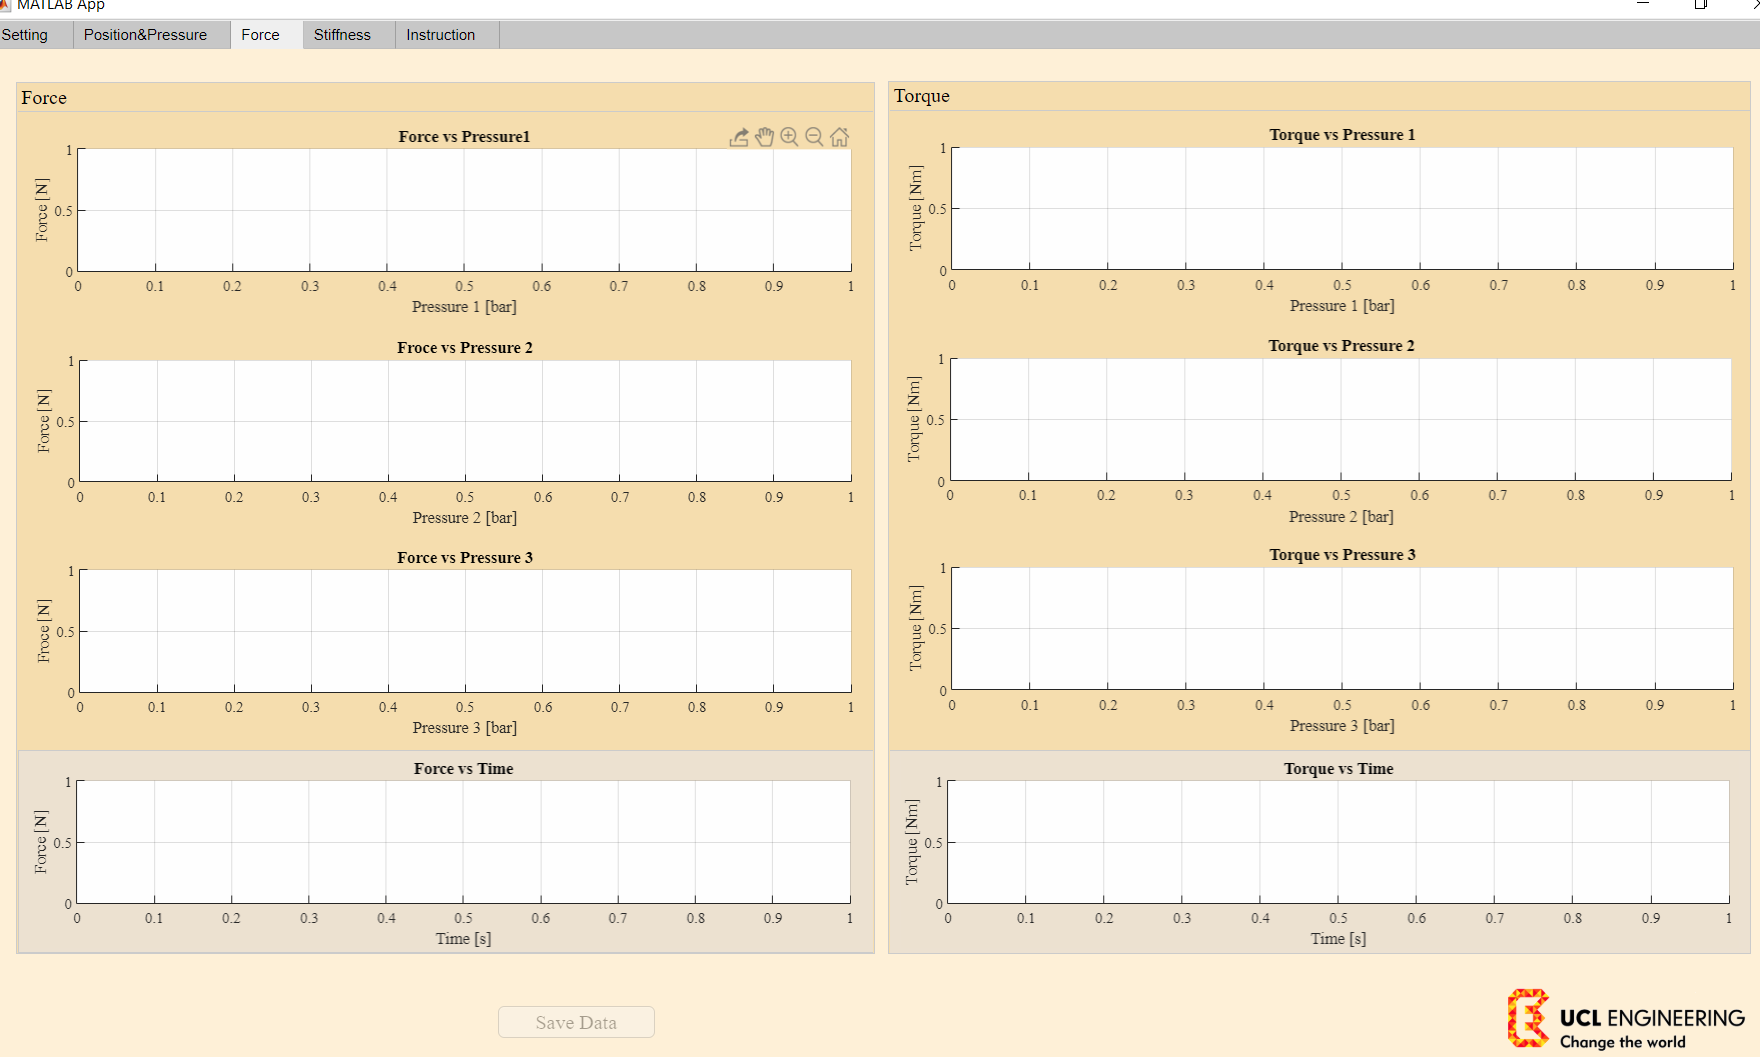 MATLAB App
Setting Position&Pressure Force Stiffness Instruction
Force
Force vs Pressure1
1
0.5
0
Force [N]
0 0.1 0.2 0.3 0.4 0.5 0.6 0.7 0.8 0.9 1
Pressure 1 [bar]
Froce vs Pressure 2
1
0.5
0
Force [N]
0 0.1 0.2 0.3 0.4 0.5 0.6 0.7 0.8 0.9 1
Pressure 2 [bar]
Force vs Pressure 3
1
0.5
0
Froce [N]
0 0.1 0.2 0.3 0.4 0.5 0.6 0.7 0.8 0.9 1
Pressure 3 [bar]
Force vs Time
1
0.5
0
Force [N]
0 0.1 0.2 0.3 0.4 0.5 0.6 0.7 0.8 0.9 1
Time [s]
Torque
Torque vs Pressure 1
1
0.5
0
Torque [Nm]
0 0.1 0.2 0.3 0.4 0.5 0.6 0.7 0.8 0.9 1
Pressure 1 [bar]
Torque vs Pressure 2
1
0.5
0
Torque [Nm]
0 0.1 0.2 0.3 0.4 0.5 0.6 0.7 0.8 0.9 1
Pressure 2 [bar]
Torque vs Pressure 3
1
0.5
0
Torque [Nm]
0 0.1 0.2 0.3 0.4 0.5 0.6 0.7 0.8 0.9 1
Pressure 3 [bar]
Torque vs Time
1
0.5
0
Torque [Nm]
0 0.1 0.2 0.3 0.4 0.5 0.6 0.7 0.8 0.9 1
Time [s]
Save Data
UCL ENGINEERING
Change the world